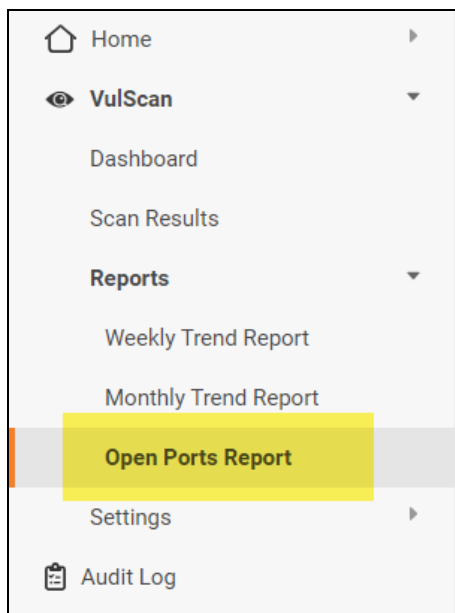 Home
VulScan
Dashboard
Scan Results
Reports
Weekly Trend Report
Monthly Trend Report
Open Ports Report
Settings
Audit Log